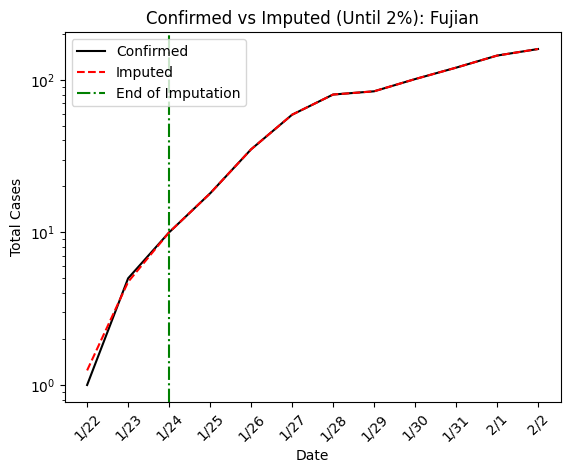 Confirmed vs Imputed (Until 2%): Fujian
Confirmed
Imputed
End of Imputation
Total Cases
10²
10¹
10⁰
1/22 1/23 1/24 1/25 1/26 1/27 1/28 1/29 1/30 1/31 2/1 2/2
Date